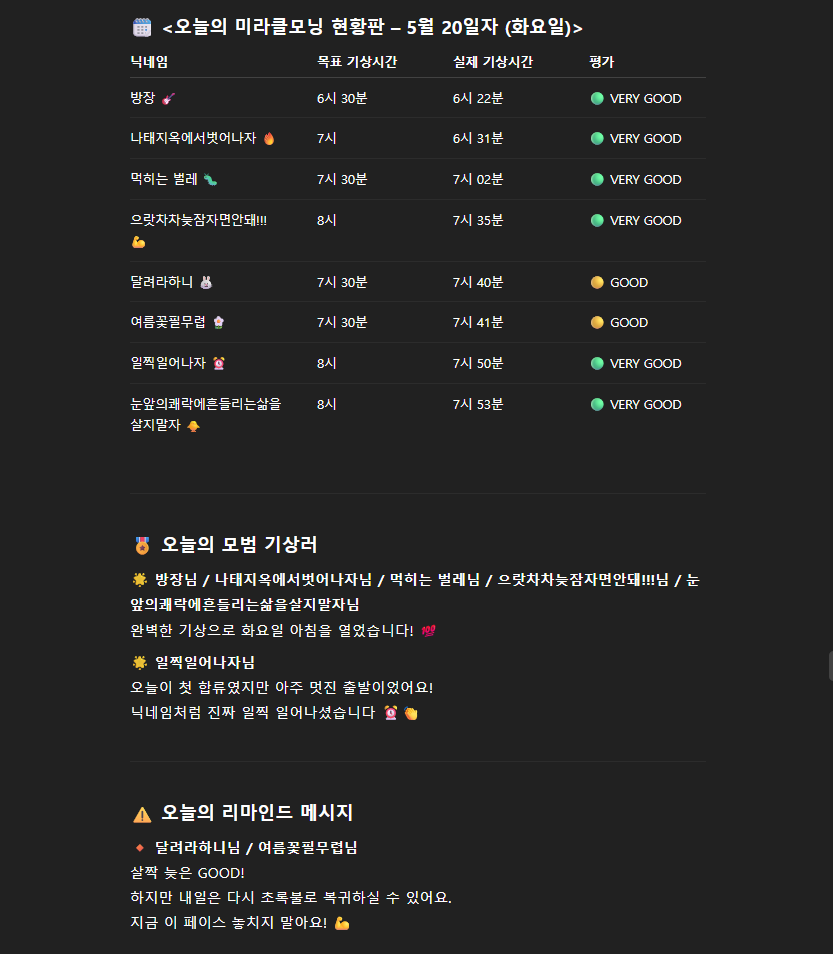 🗓️ <오늘의 미라클모닝 현황판 – 5월 20일자 (화요일)>
닉네임 목표 기상시간 실제 기상시간 평가
방장 🎸 6시 30분 6시 22분 🟢 VERY GOOD
나태지옥에서벗어나자 🔥 7시 6시 31분 🟢 VERY GOOD
먹히는 벌레 🐛 7시 30분 7시 02분 🟢 VERY GOOD
으랏차차늦잠자면안돼!!! 8시 7시 35분 🟢 VERY GOOD
💪
달려라하니 🐰 7시 30분 7시 40분 🟡 GOOD
여름꽃필무렵 🌸 7시 30분 7시 41분 🟡 GOOD
일찍일어나자 ⏰ 8시 7시 50분 🟢 VERY GOOD
눈앞의쾌락에흔들리는삶을 8시 7시 53분 🟢 VERY GOOD
살지말자 🐥
🏅 오늘의 모범 기상러
🌟 방장님 / 나태지옥에서벗어나자님 / 먹히는 벌레님 / 으랏차차늦잠자면안돼!!!님 / 눈
앞의쾌락에흔들리는삶을살지말자님
완벽한 기상으로 화요일 아침을 열었습니다! 💯
🌟 일찍일어나자님
오늘이 첫 합류였지만 아주 멋진 출발이었어요!
닉네임처럼 진짜 일찍 일어나셨습니다 ⏰👏
⚠️ 오늘의 리마인드 메시지
🔸 달려라하니님 / 여름꽃필무렵님
살짝 늦은 GOOD!
하지만 내일은 다시 초록불로 복귀하실 수 있어요.
지금 이 페이스 놓치지 말아요! 💪